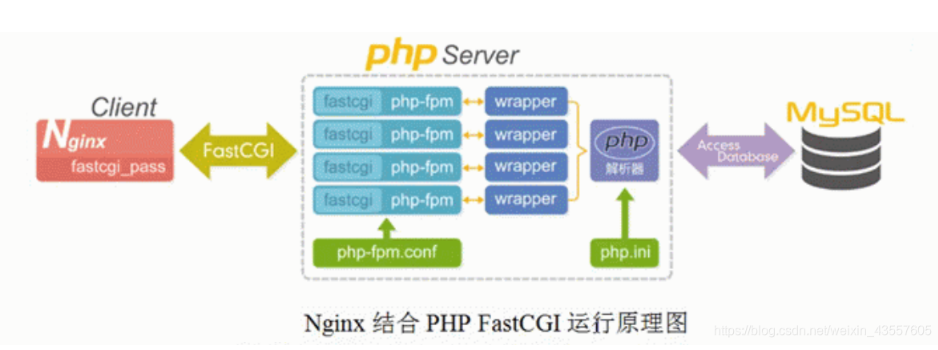 php Server
Client
Nginx
fastcgi_pass
FastCGI
fastcgi php-fpm wrapper
fastcgi php-fpm wrapper
fastcgi php-fpm wrapper
fastcgi php-fpm wrapper
php-fpm.conf
php
解析器
php.ini
Access
Database
MySQL
Nginx 结合 PHP FastCGI 运行原理图
https://blog.csdn.net/weixin_43557605